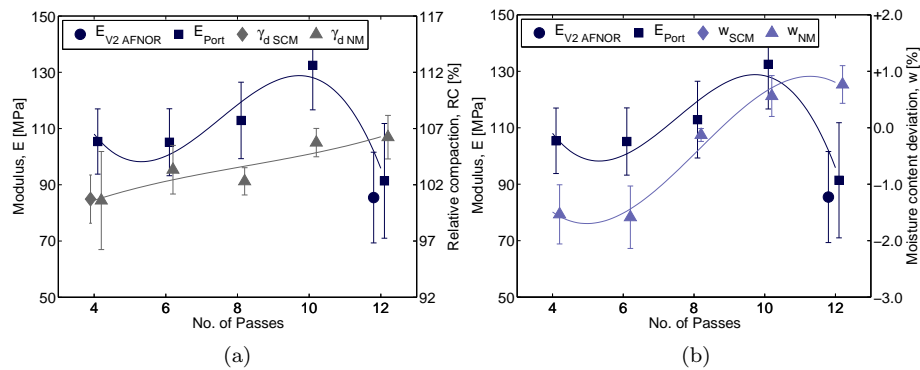 E_V2 AFNOR E_Port γ_d SCM γ_d NM
Modulus, E [MPa]
150
130
110
90
70
50
4 6 8 10 12
No. of Passes
117
112
107
102
97
92
Relative compaction, RC [%]
(a)
E_V2 AFNOR E_Port w_SCM w_NM
Modulus, E [MPa]
150
130
110
90
70
50
4 6 8 10 12
No. of Passes
+2.0
+1.0
−0.0
−1.0
−2.0
−3.0
Moisture content deviation, w [%]
(b)